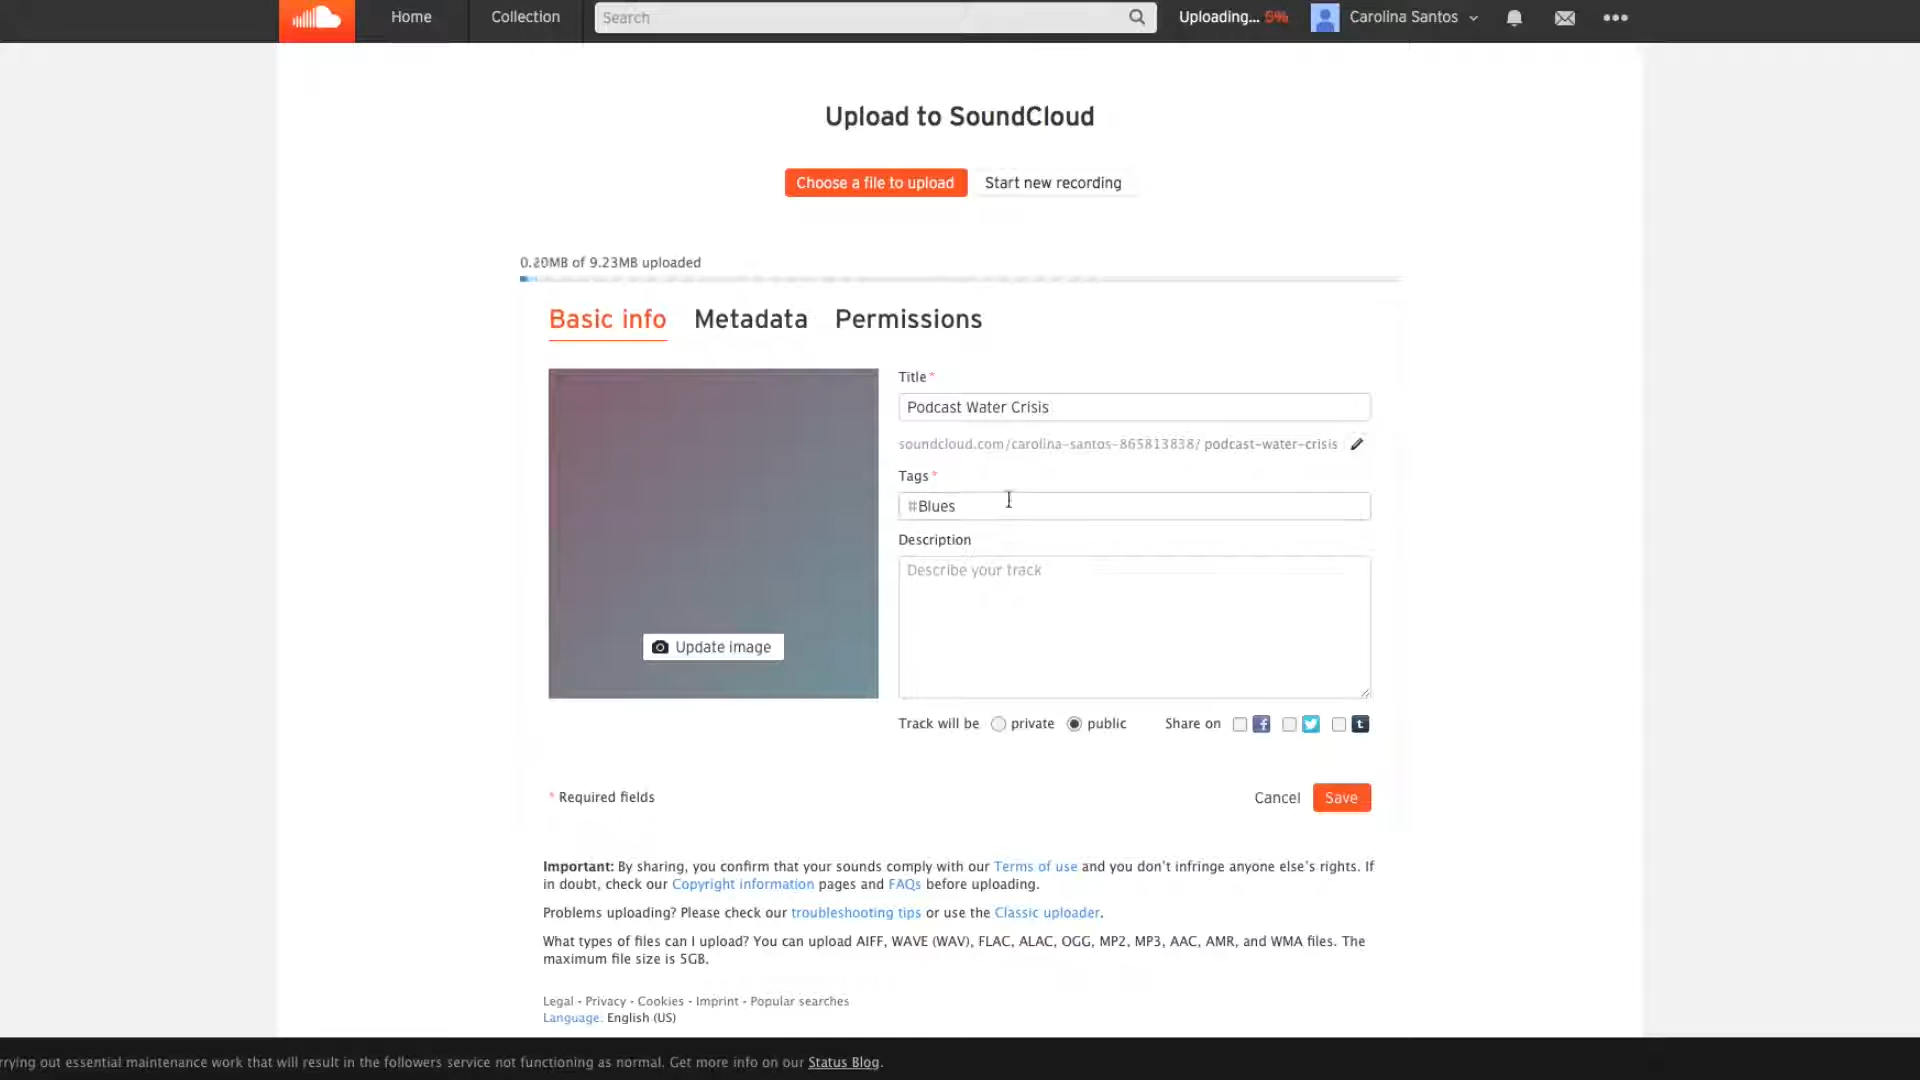 Home
Collection
Search
Uploading...
Carolina Santos
Upload to SoundCloud
Choose a file to upload
Start new recording
MB of 9.23MB uploaded
Basic info
Metadata
Permissions
Title *
Podcast Water Crisis
soundcloud.com/carolina-santos-865813838/ podcast-water-crisis
Tags *
#Blues
Description
Describe your track
Update image
Track will be private public Share on
* Required fields
Cancel
Save
Important: By sharing, you confirm that your sounds comply with our Terms of use and you don't infringe anyone else's rights. If
in doubt, check our Copyright information pages and FAQs before uploading.
Problems uploading? Please check our troubleshooting tips or use the Classic uploader.
What types of files can I upload? You can upload AIFF, WAVE (WAV), FLAC, ALAC, OGG, MP2, MP3, AAC, AMR, and WMA files. The
maximum file size is 5GB.
Legal - Privacy - Cookies - Imprint - Popular searches
Language: English (US)
rrying out essential maintenance work that will result in the followers service not functioning as normal. Get more info on our Status Blog.